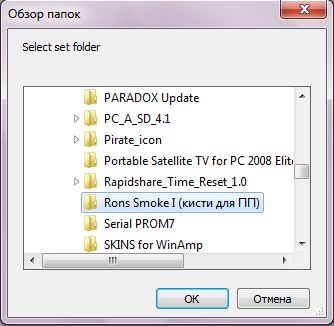 Обзор папок
Select set folder
PARADOX Update
PC_A_SD_4.1
Pirate_icon
Portable Satellite TV for PC 2008 Elite
Rapidshare_Time_Reset_1.0
Rons Smoke I (кисти для ПП)
Serial PROM7
SKINS for WinAmp
OK
Отмена